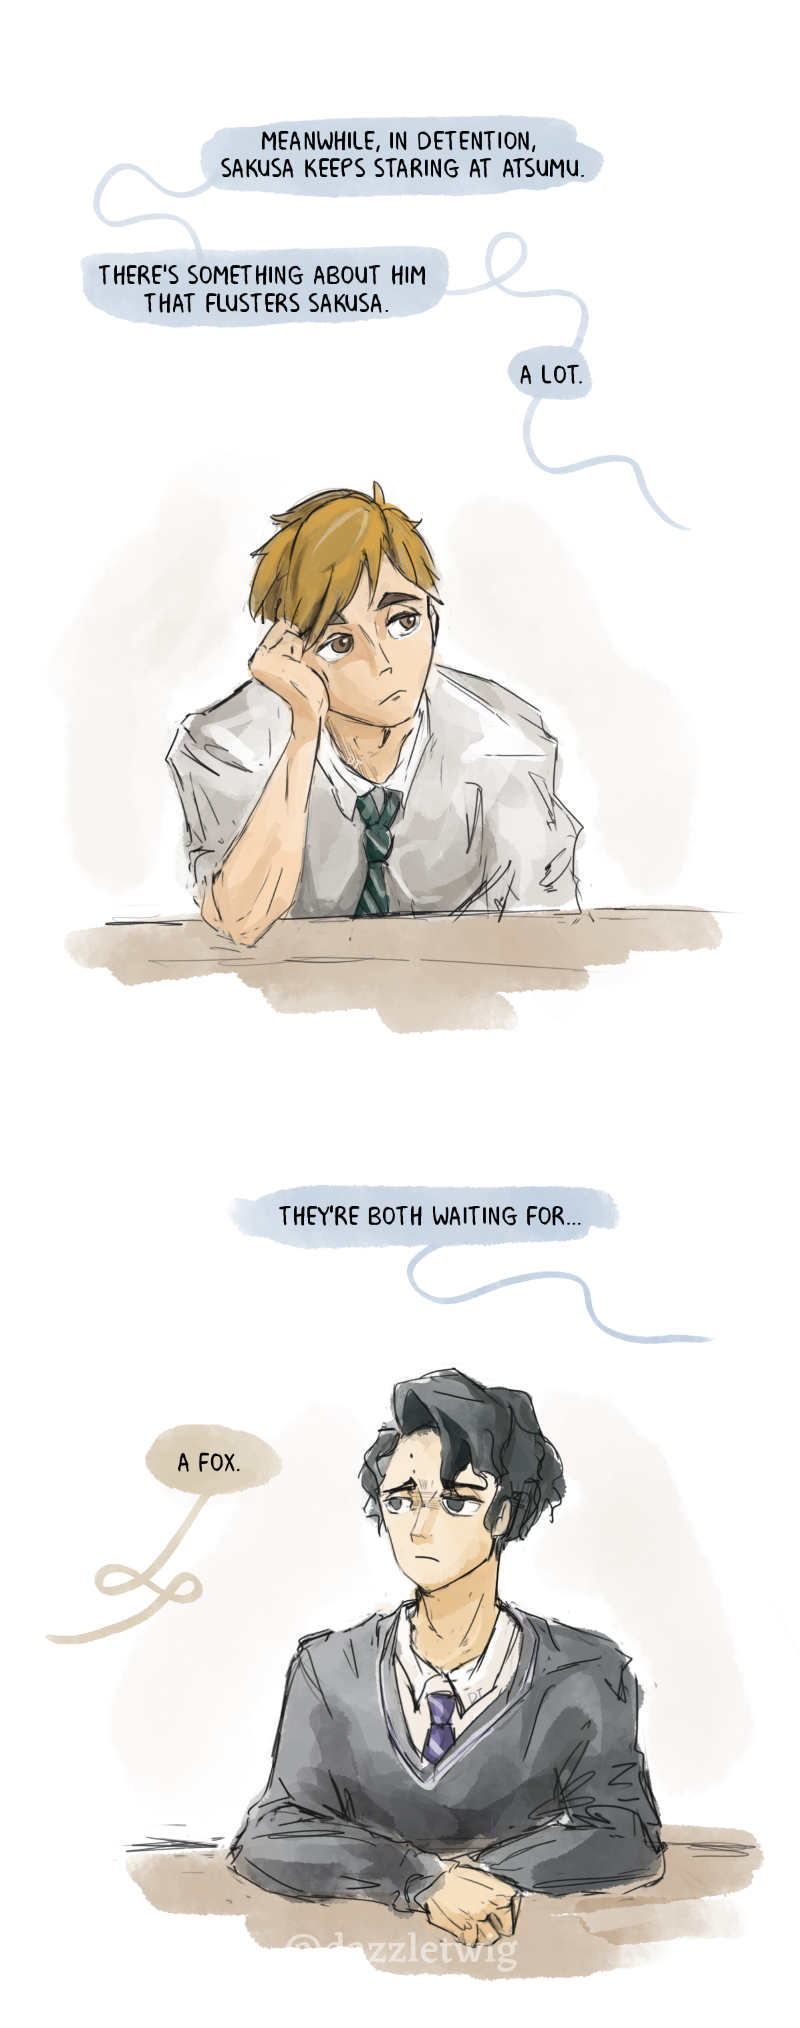 MEANWHILE, IN DETENTION,
SAKUSA KEEPS STARING AT ATSUMU.
THERE'S SOMETHING ABOUT HIM
THAT FLUSTERS SAKUSA.
A LOT.
THEY'RE BOTH WAITING FOR...
A FOX.
@dazzletwig